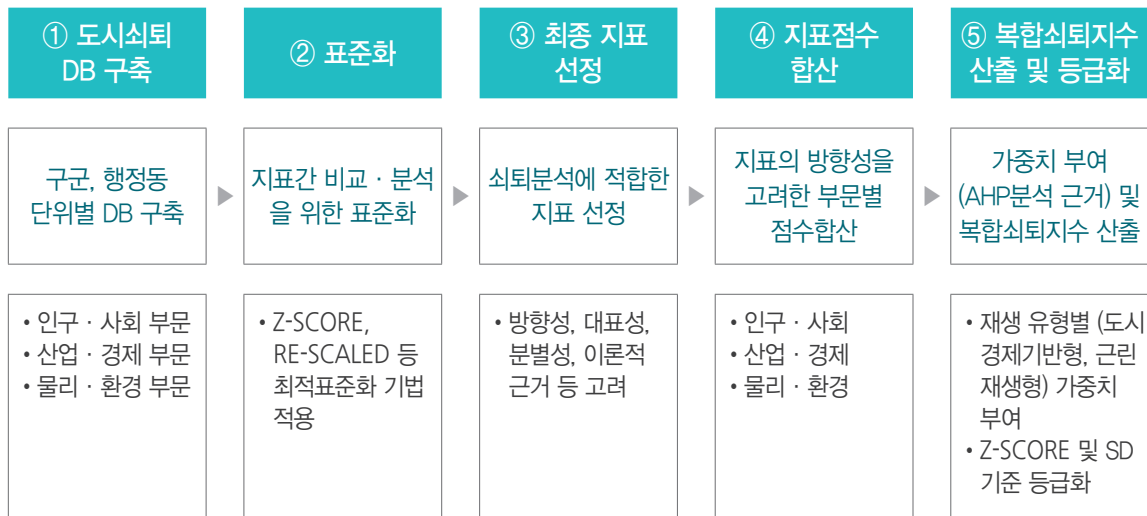 ① 도시쇠퇴
DB 구축
② 표준화
③ 최종 지표
선정
④ 지표점수
합산
⑤ 복합쇠퇴지수
산출 및 등급화
구군, 행정동
단위별 DB 구축
지표간 비교 · 분석
을 위한 표준화
쇠퇴분석에 적합한
지표 선정
지표의 방향성을
고려한 부문별
점수합산
가중치 부여
(AHP분석 근거) 및
복합쇠퇴지수 산출
• 인구 · 사회 부문
• 산업 · 경제 부문
• 물리 · 환경 부문
• Z-SCORE,
RE-SCALED 등
최적표준화 기법
적용
• 방향성, 대표성,
분별성, 이론적
근거 등 고려
• 인구 · 사회
• 산업 · 경제
• 물리 · 환경
• 재생 유형별 (도시
경제기반형, 근린
재생형) 가중치
부여
• Z-SCORE 및 SD
기준 등급화